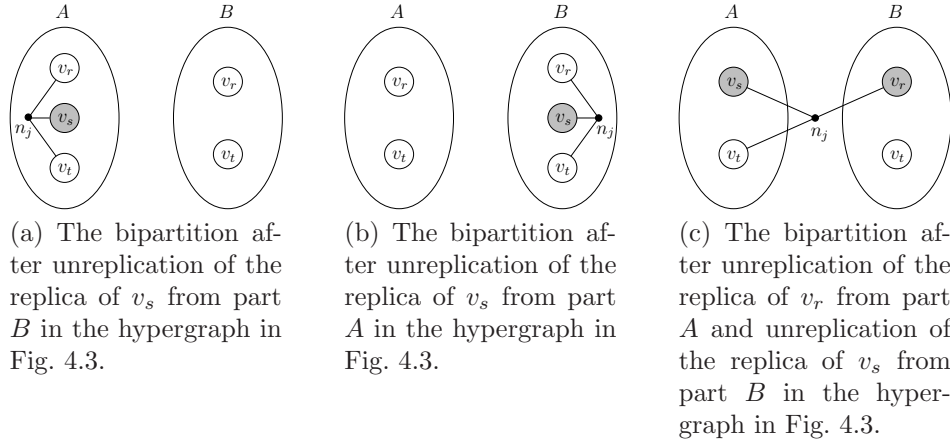 A
B
v_r
v_s
n_j
v_t
v_r
v_t
(a) The bipartition af-
ter unreplication of the
replica of v_s from part
B in the hypergraph in
Fig. 4.3.
A
B
v_r
v_t
v_r
v_s
n_j
v_t
(b) The bipartition af-
ter unreplication of the
replica of v_s from part
A in the hypergraph in
Fig. 4.3.
A
B
v_s
v_r
n_j
v_t
v_t
(c) The bipartition af-
ter unreplication of the
replica of v_r from part
A and unreplication of
the replica of v_s from
part B in the hyper-
graph in Fig. 4.3.